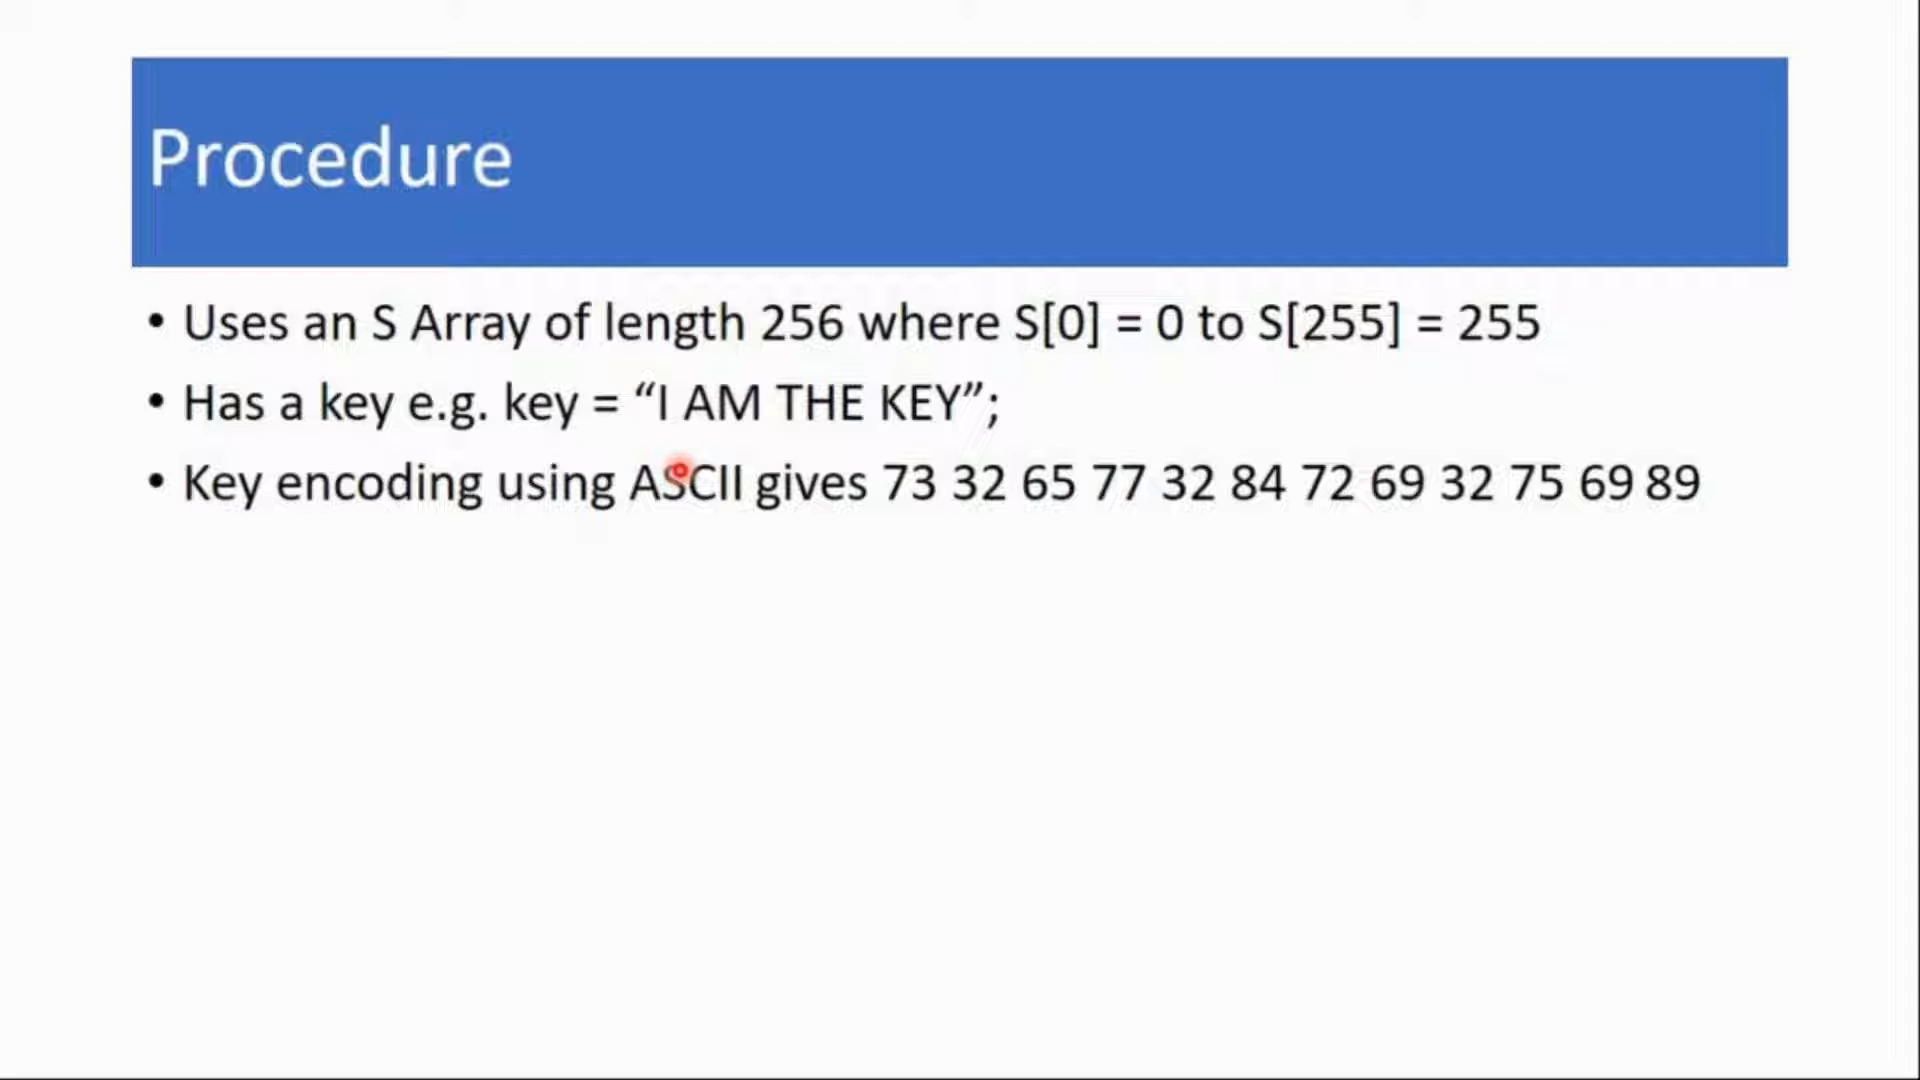 Procedure
• Uses an S Array of length 256 where S[0] = 0 to S[255] = 255
• Has a key e.g. key = “I AM THE KEY”;
• Key encoding using ASCII gives 73 32 65 77 32 84 72 69 32 75 69 89